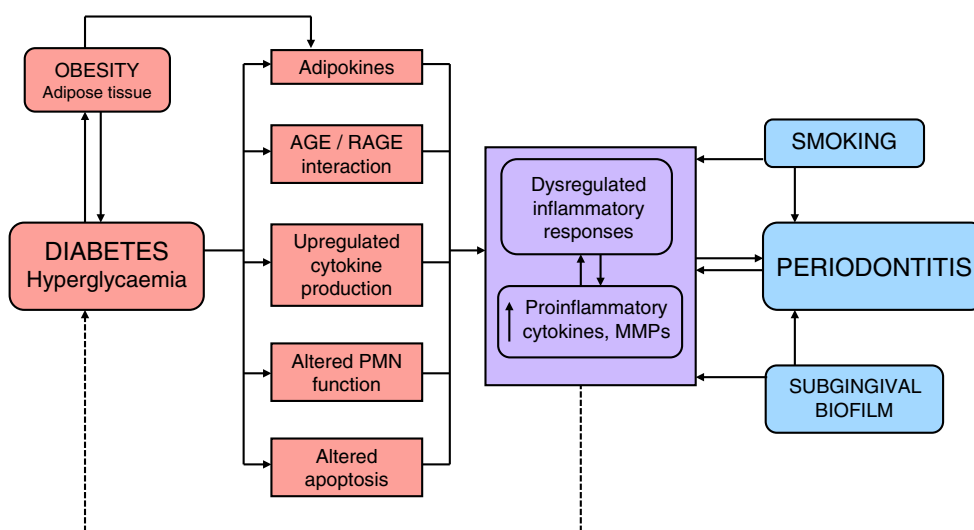 OBESITY
Adipose tissue
DIABETES
Hyperglycaemia
Adipokines
AGE / RAGE
interaction
Upregulated
cytokine
production
Altered PMN
function
Altered
apoptosis
Dysregulated
inflammatory
responses
Proinflammatory
cytokines, MMPs
SMOKING
PERIODONTITIS
SUBGINGIVAL
BIOFILM